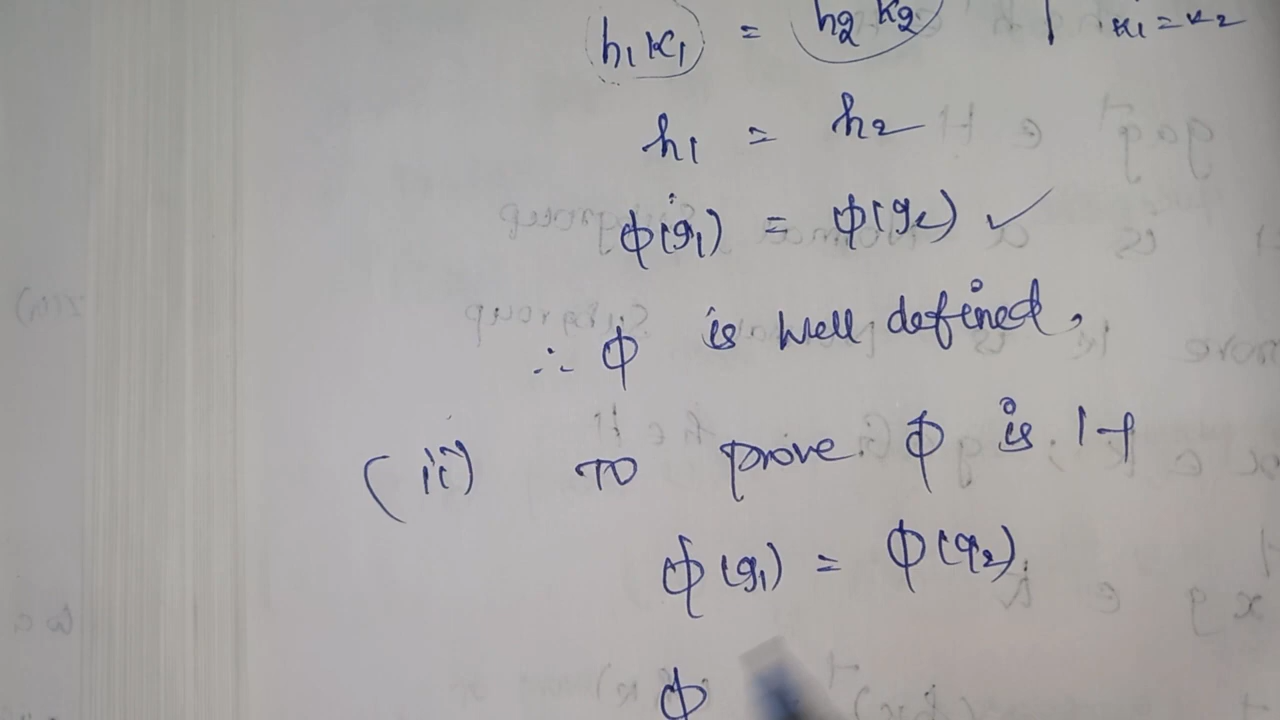 h₁k₁ = h₂k₂ | k₁ = k₂
h₁ = h₂
ϕ(g₁) = ϕ(g₂) ✓
∴ ϕ is well defined,
(ii) To prove ϕ is 1-1
ϕ(g₁) = ϕ(g₂)
ϕ